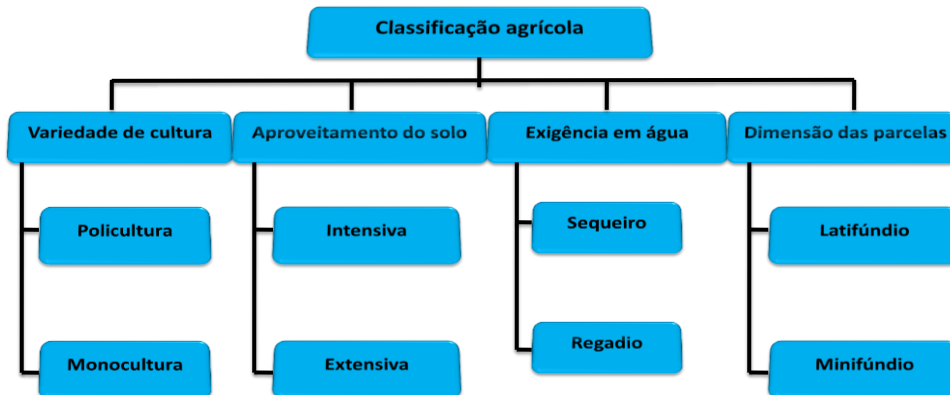 Classificação agrícola
Variedade de cultura
Aproveitamento do solo
Exigência em água
Dimensão das parcelas
Policultura
Intensiva
Sequeiro
Latifúndio
Monocultura
Extensiva
Regadio
Minifúndio